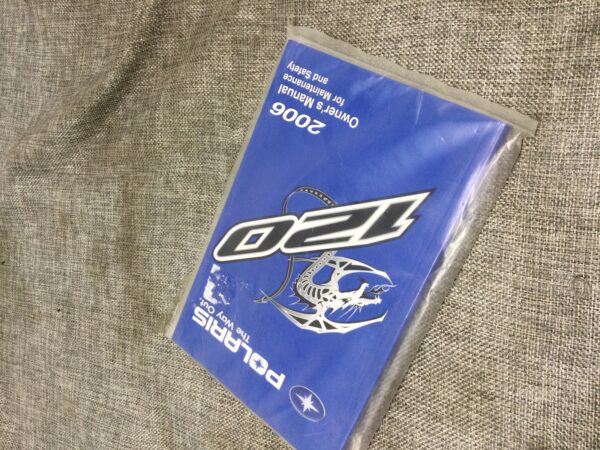 POLARIS
The Way Out.
120
2006
Owner's Manual
for Maintenance
and Safety